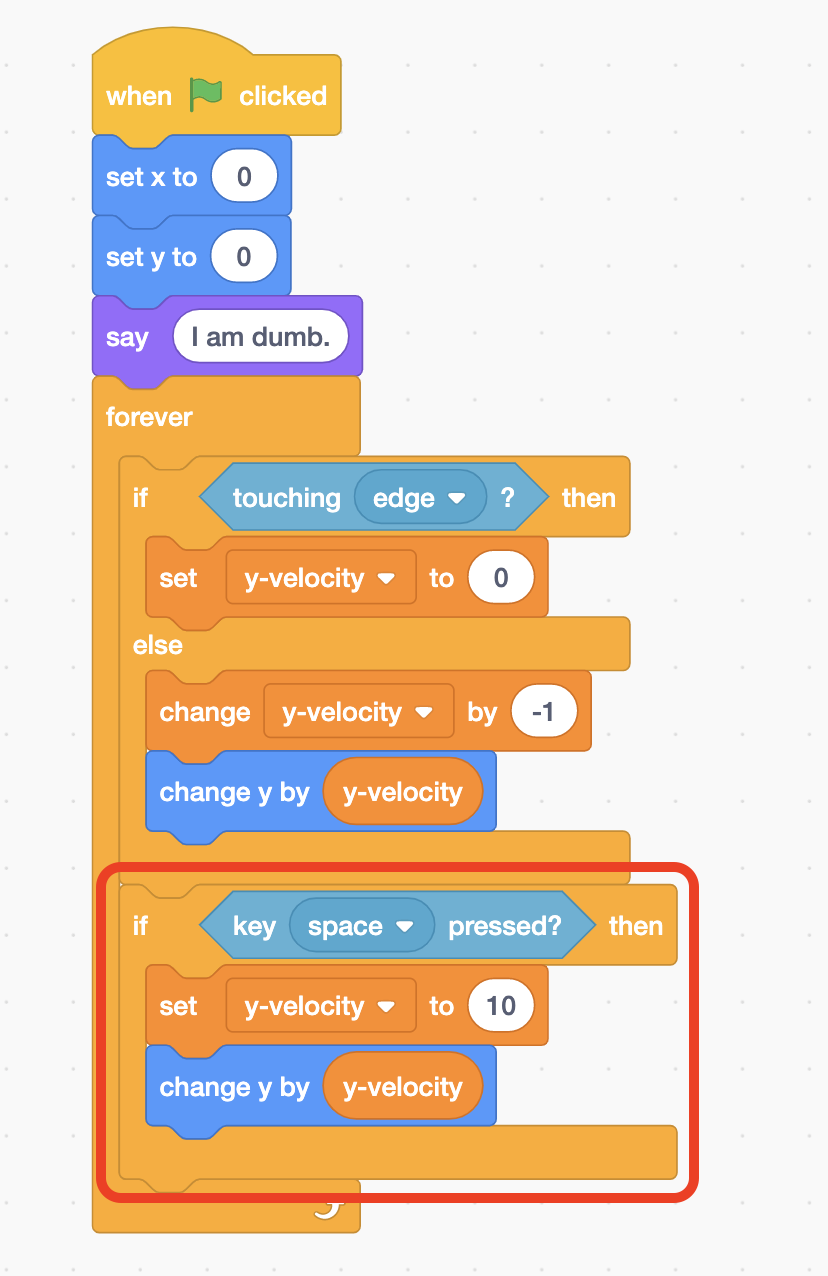 when clicked
set x to 0
set y to 0
say I am dumb.
forever
if touching edge ? then
set y-velocity to 0
else
change y-velocity by -1
change y by y-velocity
if key space pressed? then
set y-velocity to 10
change y by y-velocity